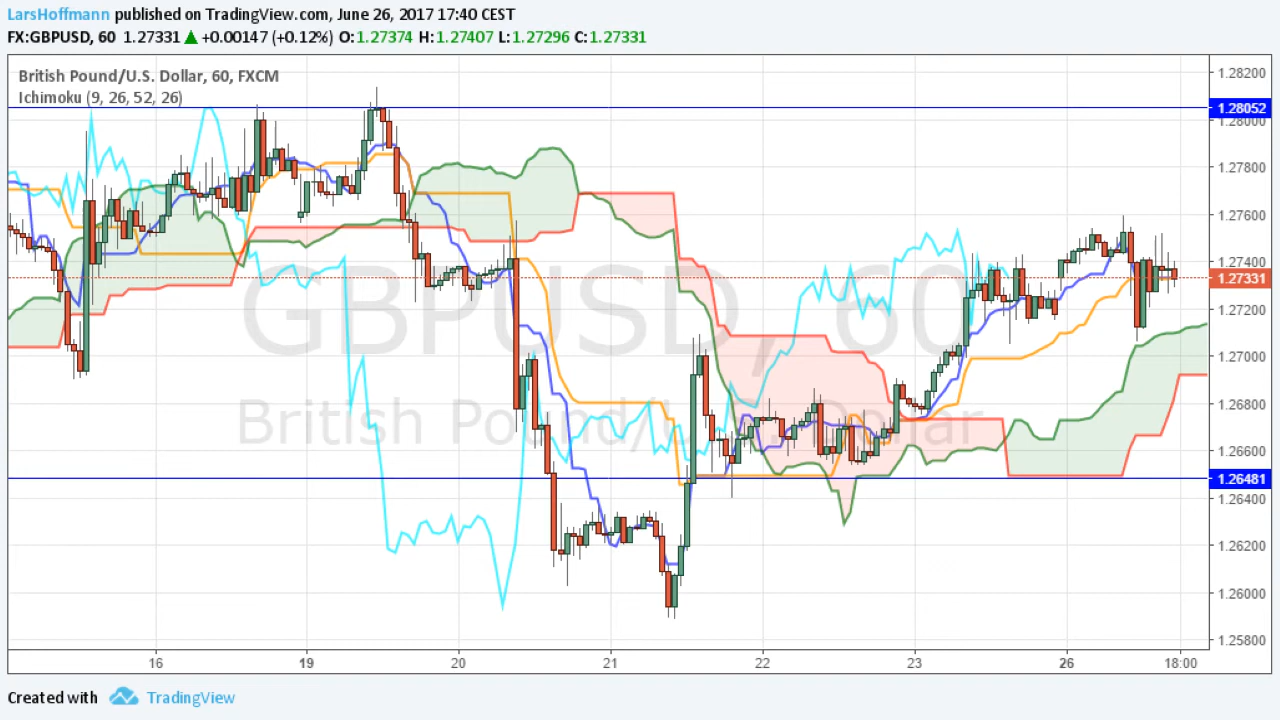 LarsHoffmann published on TradingView.com, June 26, 2017 17:40 CEST
FX:GBPUSD, 60 1.27331 ▲ +0.00147 (+0.12%) O:1.27374 H:1.27407 L:1.27296 C:1.27331
British Pound/U.S. Dollar, 60, FXCM
Ichimoku (9, 26, 52, 26)
GBPUSD, 60
British Pound/U.S. Dollar
1.28200
1.28052
1.28000
1.27800
1.27600
1.27400
1.27331
1.27200
1.27000
1.26800
1.26600
1.26481
1.26400
1.26200
1.26000
1.25800
16 19 20 21 22 23 26 18:00
Created with TradingView